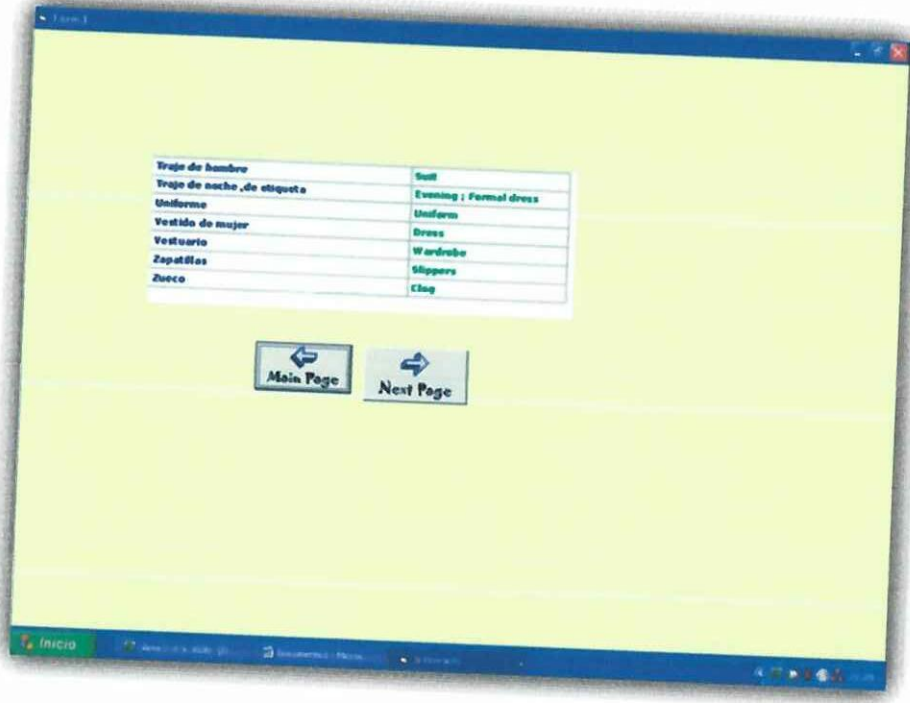 Form1
Traje de hombre Suit
Traje de noche ,de etiqueta Evening ; Formal dress
Uniforme Uniform
Vestido de mujer Dress
Vestuario Wardrobe
Zapatillas Slippers
Zueco Clog
Main Page Next Page
Inicio